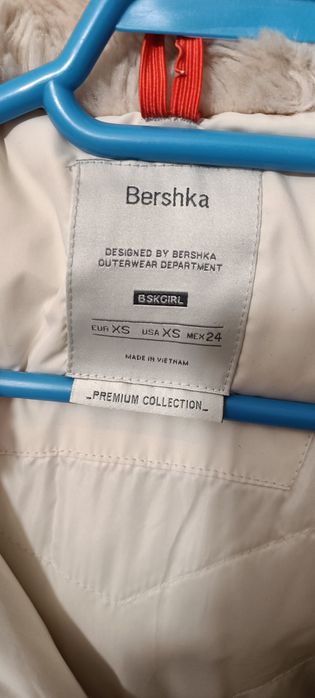 Bershka
DESIGNED BY BERSHKA
OUTERWEAR DEPARTMENT
BSKGIRL
EUR XS USA XS MEX 24
MADE IN VIETNAM
_PREMIUM COLLECTION_